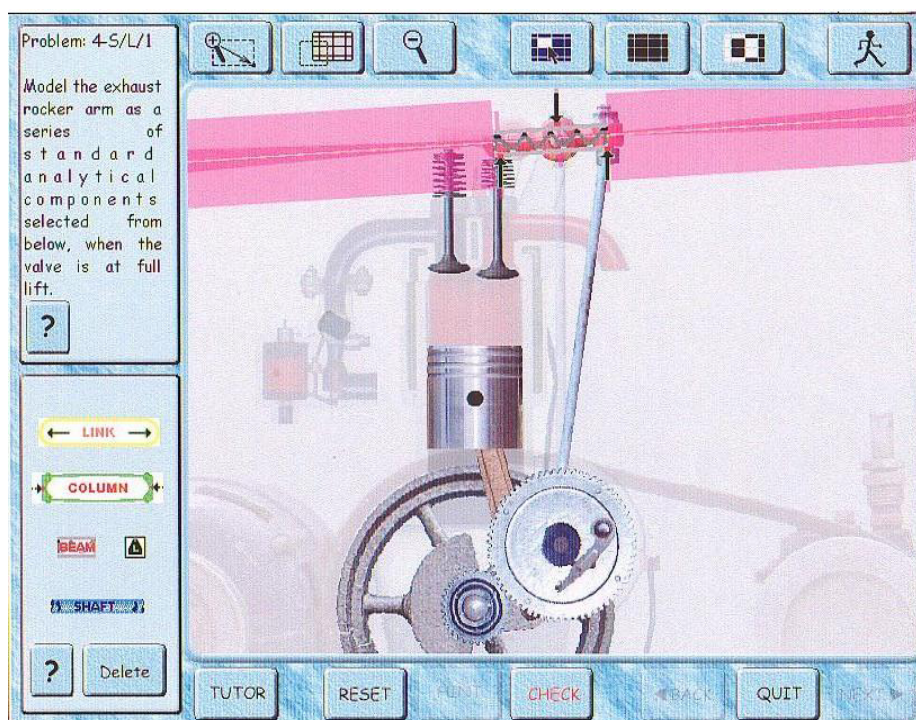 Problem: 4-S/L/1
Model the exhaust
rocker arm as a
series of
standard
analytical
components
selected from
below, when the
valve is at full
lift.
?
LINK
COLUMN
BEAM
L
SHAFT
?
Delete
TUTOR
RESET
CHECK
BACK
QUIT
NEXT